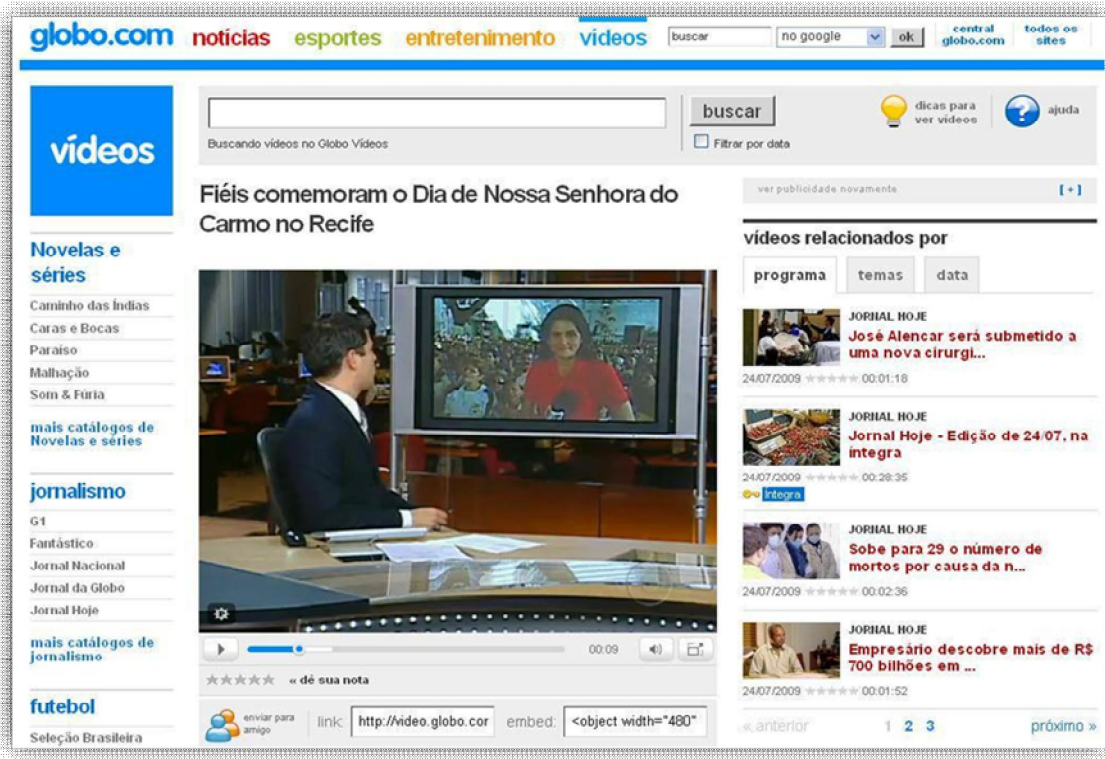 globo.com notícias esportes entretenimento vídeos buscar no google ok central globo.com todos os sites
vídeos
buscar
dicas para ver vídeos
ajuda
Buscando vídeos no Globo Vídeos
Filtrar por data
Fiéis comemoram o Dia de Nossa Senhora do
Carmo no Recife
Novelas e
séries
Caminho das Índias
Caras e Bocas
Paraíso
Malhação
Som & Fúria
mais catálogos de
Novelas e séries
jornalismo
G1
Fantástico
Jornal Nacional
Jornal da Globo
Jornal Hoje
mais catálogos de
jornalismo
futebol
Seleção Brasileira
00:09
« dê sua nota
enviar para
amigo
link: http://video.globo.cor embed: <object width="480"
ver publicidade novamente [ + ]
vídeos relacionados por
programa temas data
JORNAL HOJE
José Alencar será submetido a
uma nova cirurgi...
24/07/2009 00:01:18
JORNAL HOJE
Jornal Hoje - Edição de 24/07, na
íntegra
24/07/2009 00:28:35
Íntegra
JORNAL HOJE
Sobe para 29 o número de
mortos por causa da n...
24/07/2009 00:02:36
JORNAL HOJE
Empresário descobre mais de R$
700 bilhões em ...
24/07/2009 00:01:52
« anterior 1 2 3 próximo »